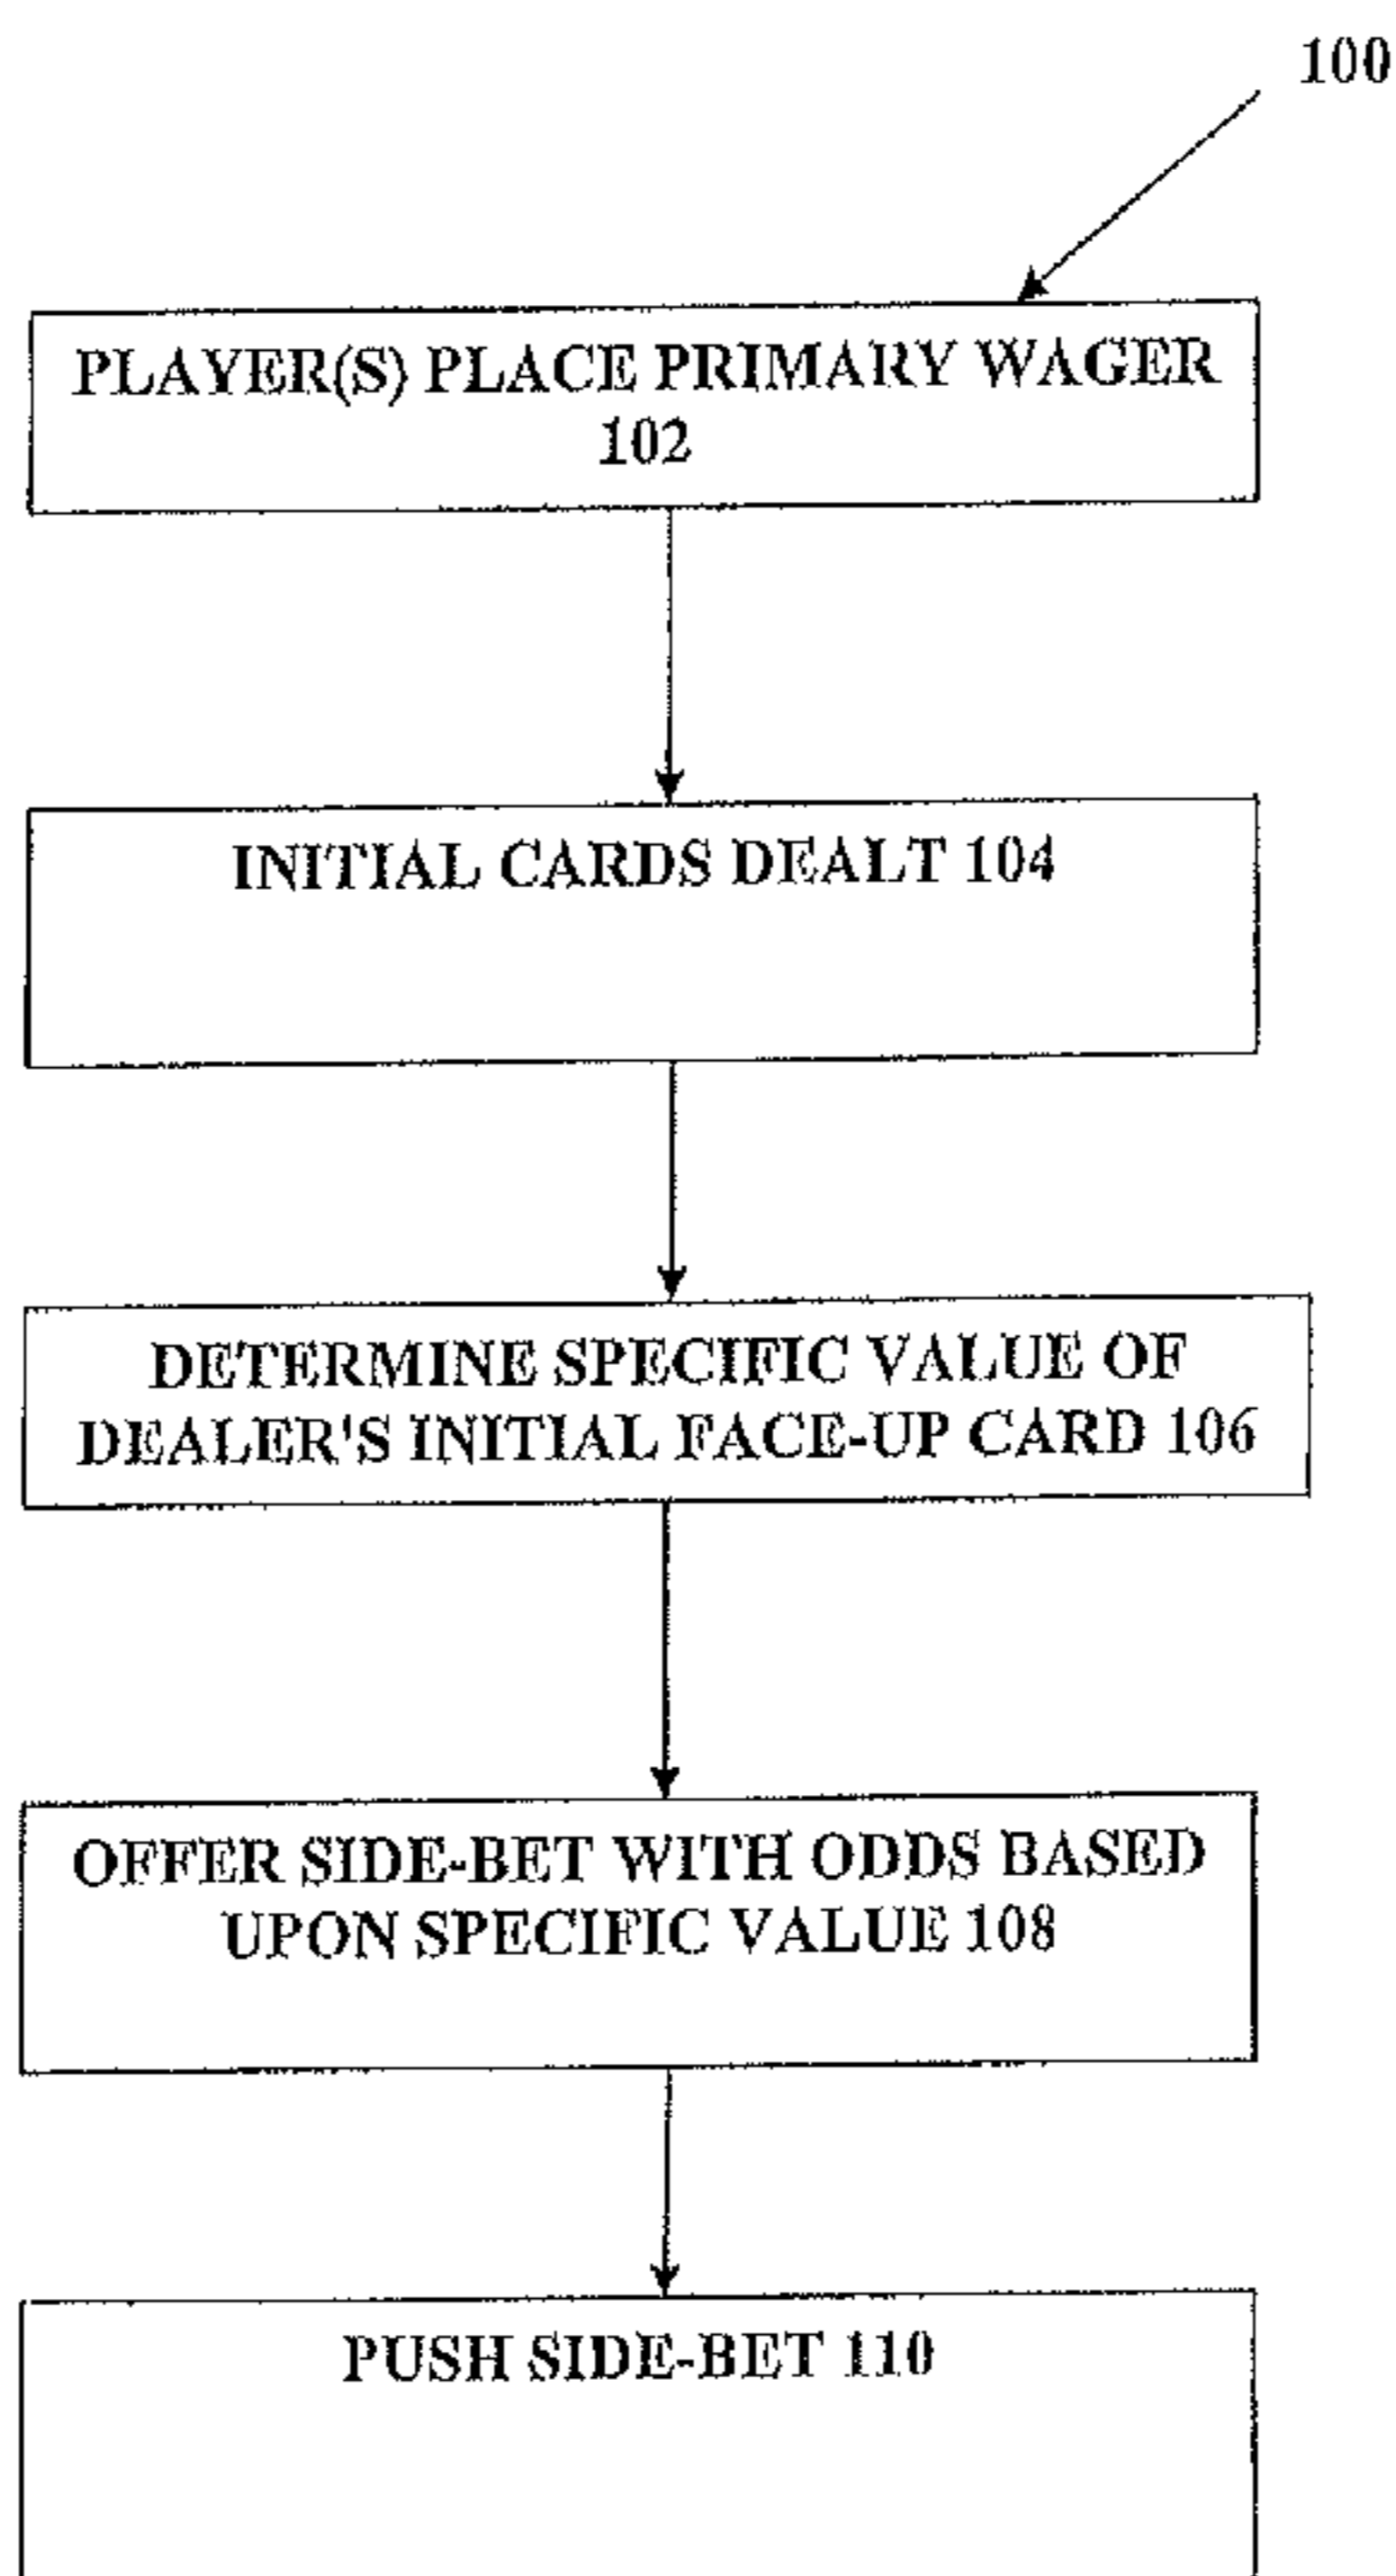 100
PLAYER(S) PLACE PRIMARY WAGER
102
INITIAL CARDS DEALT 104
DETERMINE SPECIFIC VALUE OF
DEALER'S INITIAL FACE-UP CARD 106
OFFER SIDE-BET WITH ODDS BASED
UPON SPECIFIC VALUE 108
PUSH SIDE-BET 110